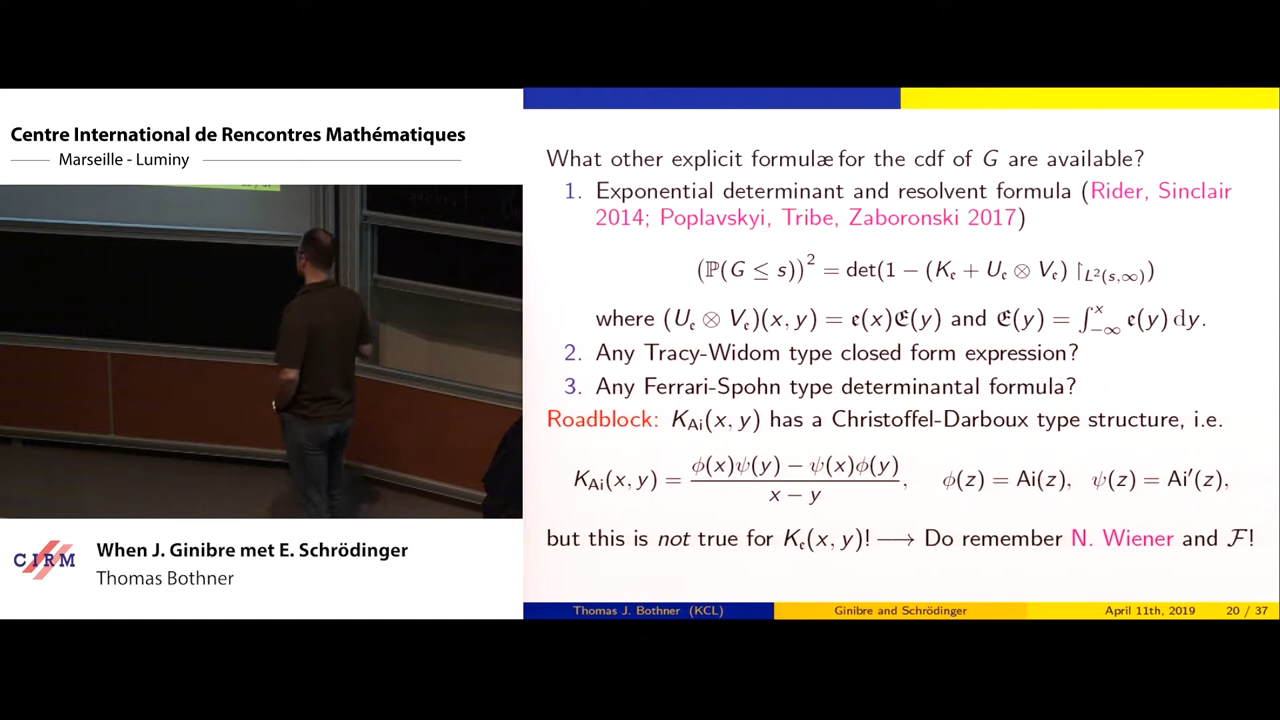 Centre International de Rencontres Mathématiques
Marseille - Luminy
CIRM
When J. Ginibre met E. Schrödinger
Thomas Bothner
What other explicit formulæ for the cdf of G are available?
1. Exponential determinant and resolvent formula (Rider, Sinclair
2014; Poplavskyi, Tribe, Zaboronski 2017)
(ℙ(G ≤ s))² = det(1 − (K_𝔢 + U_𝔢 ⊗ V_𝔢) ↾_{L²(s,∞)})
where (U_𝔢 ⊗ V_𝔢)(x, y) = 𝔢(x)𝔈(y) and 𝔈(y) = ∫_{−∞}^{x} 𝔢(y) dy.
2. Any Tracy-Widom type closed form expression?
3. Any Ferrari-Spohn type determinantal formula?
Roadblock: K_Ai(x, y) has a Christoffel-Darboux type structure, i.e.
K_Ai(x, y) = (ϕ(x)ψ(y) − ψ(x)ϕ(y)) / (x − y), ϕ(z) = Ai(z), ψ(z) = Ai′(z),
but this is not true for K_𝔢(x, y)! ⟶ Do remember N. Wiener and ℱ!
Thomas J. Bothner (KCL) Ginibre and Schrödinger April 11th, 2019 20 / 37